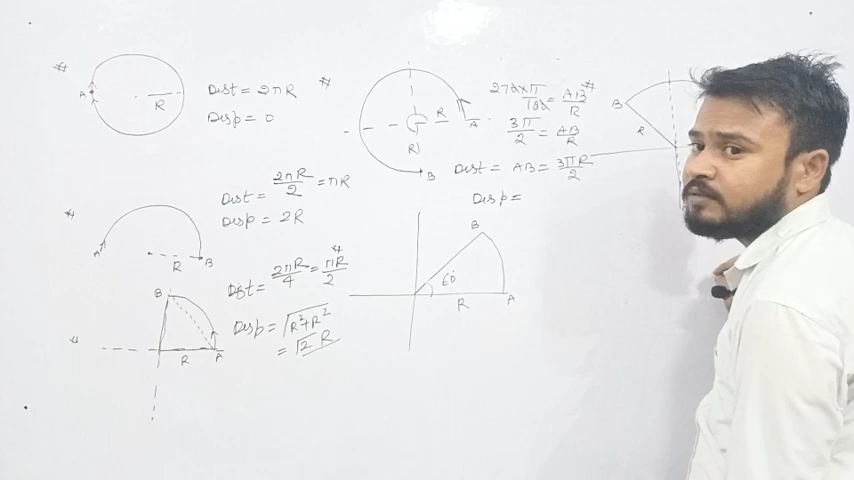 * A R
Dist = 2πR
Disp = 0
* A R B
Dist = 2πR/2 = πR
Disp = 2R
* B R A
Dist = 2πR/4 = πR/2
Disp = √R²+R²
= √2 R
* R A R B
270×π/180 = AB/R
3π/2 = AB/R
Dist = AB = 3πR/2
Disp =
* B 60° R A
* B R